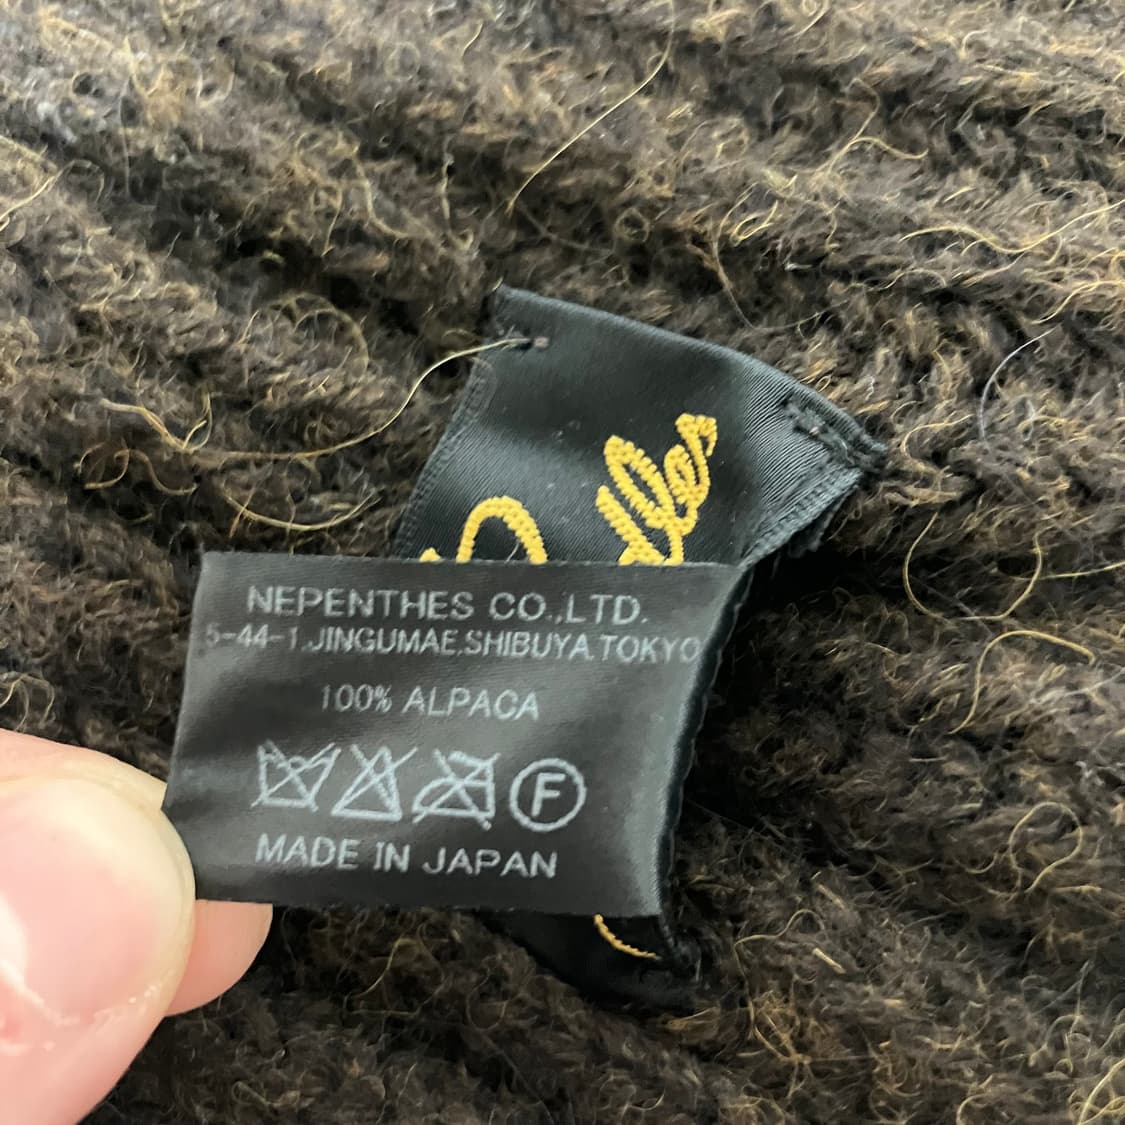 NEPENTHES CO.,LTD.
5-44-1.JINGUMAE.SHIBUYA.TOKYO
100% ALPACA
F
MADE IN JAPAN